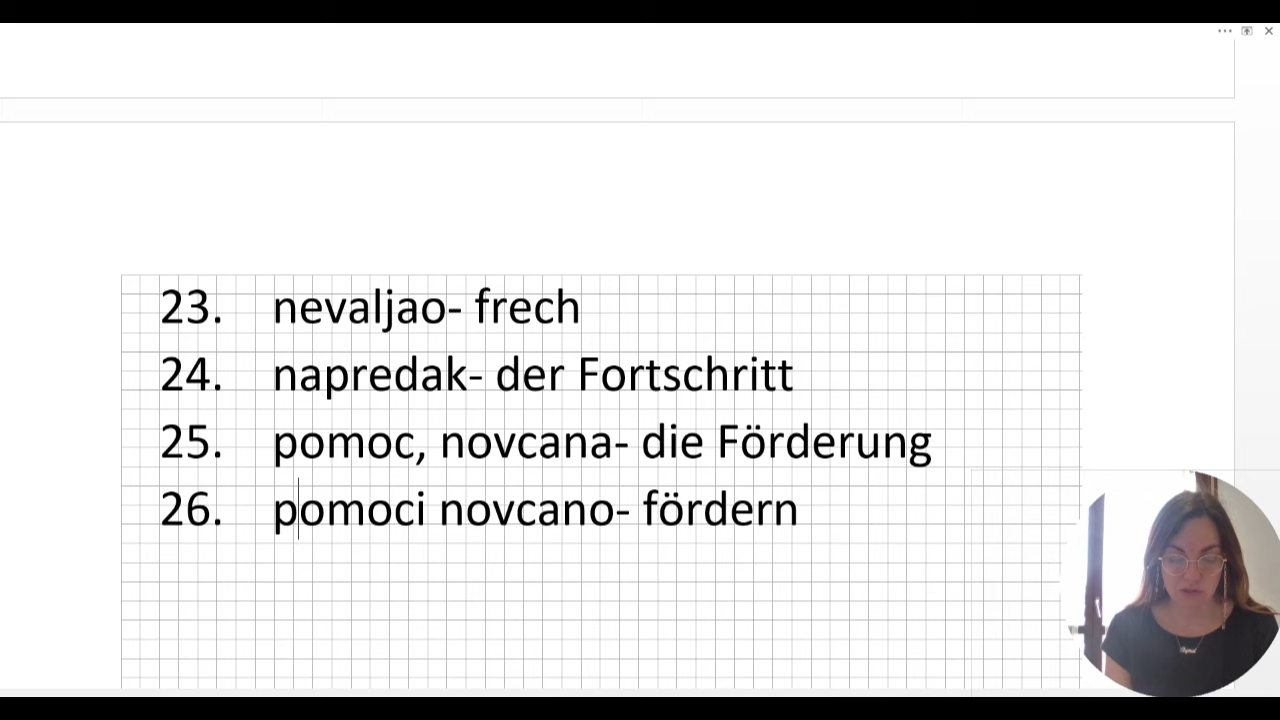 23. nevaljao- frech
24. napredak- der Fortschritt
25. pomoc, novcana- die Förderung
26. pomoci novcano- fördern